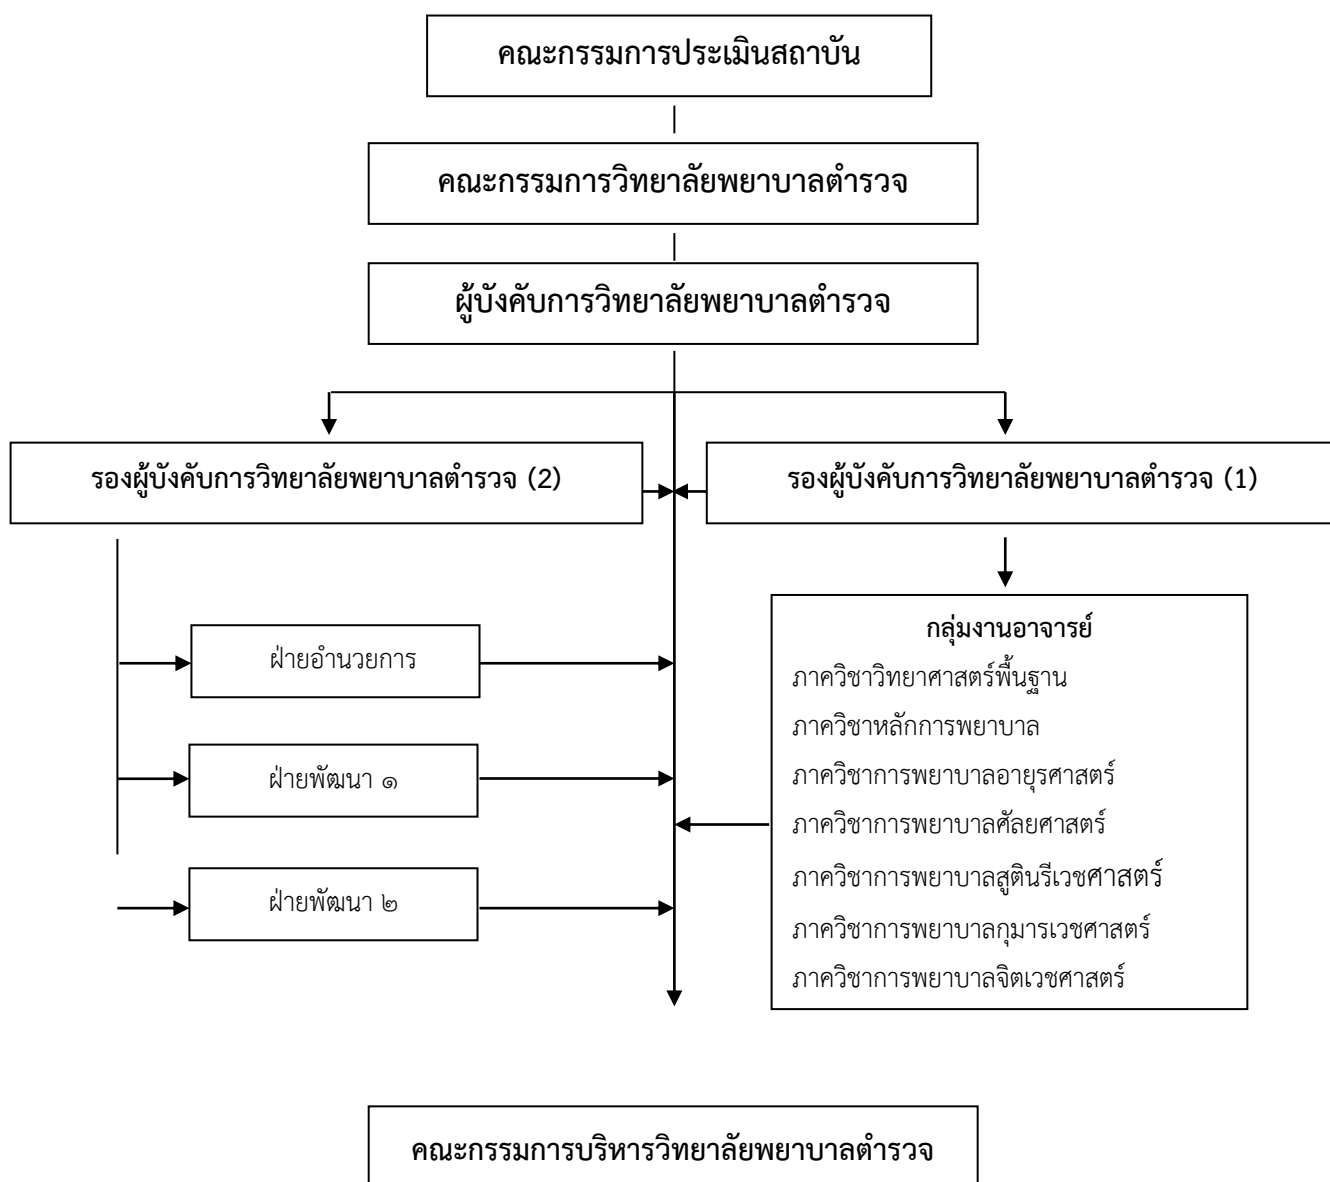 คณะกรรมการประเมินสถาบัน
คณะกรรมการวิทยาลัยพยาบาลตำรวจ
ผู้บังคับการวิทยาลัยพยาบาลตำรวจ
รองผู้บังคับการวิทยาลัยพยาบาลตำรวจ (2)
รองผู้บังคับการวิทยาลัยพยาบาลตำรวจ (1)
ฝ่ายอำนวยการ
ฝ่ายพัฒนา ๑
ฝ่ายพัฒนา ๒
กลุ่มงานอาจารย์
ภาควิชาวิทยาศาสตร์พื้นฐาน
ภาควิชาหลักการพยาบาล
ภาควิชาการพยาบาลอายุรศาสตร์
ภาควิชาการพยาบาลศัลยศาสตร์
ภาควิชาการพยาบาลสูตินรีเวชศาสตร์
ภาควิชาการพยาบาลกุมารเวชศาสตร์
ภาควิชาการพยาบาลจิตเวชศาสตร์
คณะกรรมการบริหารวิทยาลัยพยาบาลตำรวจ